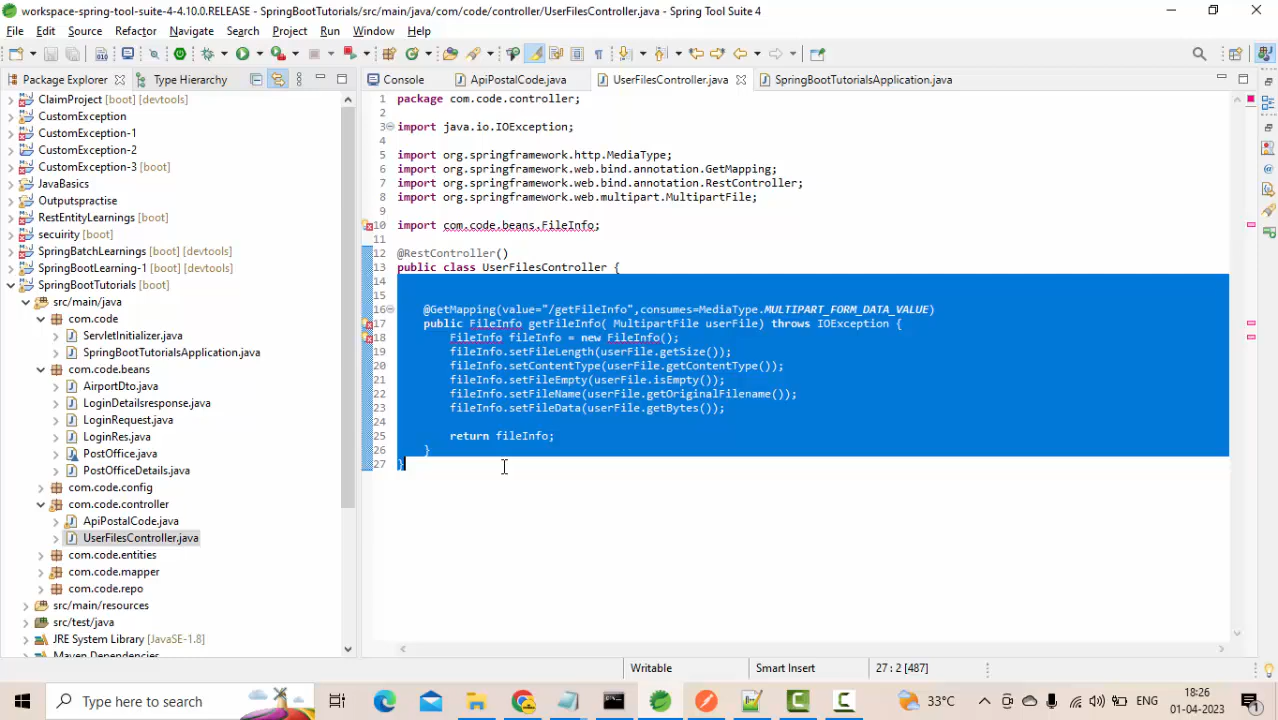 workspace-spring-tool-suite-4-4.10.0.RELEASE - SpringBootTutorials/src/main/java/com/code/controller/UserFilesController.java - Spring Tool Suite 4
File Edit Source Refactor Navigate Search Project Run Window Help
Package Explorer Type Hierarchy
ClaimProject [boot] [devtools]
CustomException
CustomException-1
CustomException-2
CustomException-3 [boot]
JavaBasics
Outputspractise
RestEntityLearnings [boot]
secuirity [boot]
SpringBatchLearnings [boot] [devtools]
SpringBootLearning-1 [boot] [devtools]
SpringBootTutorials [boot]
src/main/java
com.code
ServletInitializer.java
SpringBootTutorialsApplication.java
com.code.beans
AirportDto.java
LoginDetailsresponse.java
LoginRequest.java
LoginRes.java
PostOffice.java
PostOfficeDetails.java
com.code.config
com.code.controller
ApiPostalCode.java
UserFilesController.java
com.code.entities
com.code.mapper
com.code.repo
src/main/resources
src/test/java
JRE System Library [JavaSE-1.8]
Maven Dependencies
Console ApiPostalCode.java UserFilesController.java SpringBootTutorialsApplication.java
1 package com.code.controller;
2
3 import java.io.IOException;
4
5 import org.springframework.http.MediaType;
6 import org.springframework.web.bind.annotation.GetMapping;
7 import org.springframework.web.bind.annotation.RestController;
8 import org.springframework.web.multipart.MultipartFile;
9
10 import com.code.beans.FileInfo;
11
12 @RestController()
13 public class UserFilesController {
14
15
16 @GetMapping(value="/getFileInfo",consumes=MediaType.MULTIPART_FORM_DATA_VALUE)
17 public FileInfo getFileInfo( MultipartFile userFile) throws IOException {
18 FileInfo fileInfo = new FileInfo();
19 fileInfo.setFileLength(userFile.getSize());
20 fileInfo.setContentType(userFile.getContentType());
21 fileInfo.setFileEmpty(userFile.isEmpty());
22 fileInfo.setFileName(userFile.getOriginalFilename());
23 fileInfo.setFileData(userFile.getBytes());
24
25 return fileInfo;
26 }
27 }
Writable Smart Insert 27 : 2 [487]
Type here to search
33°C ENG 18:26
01-04-2023